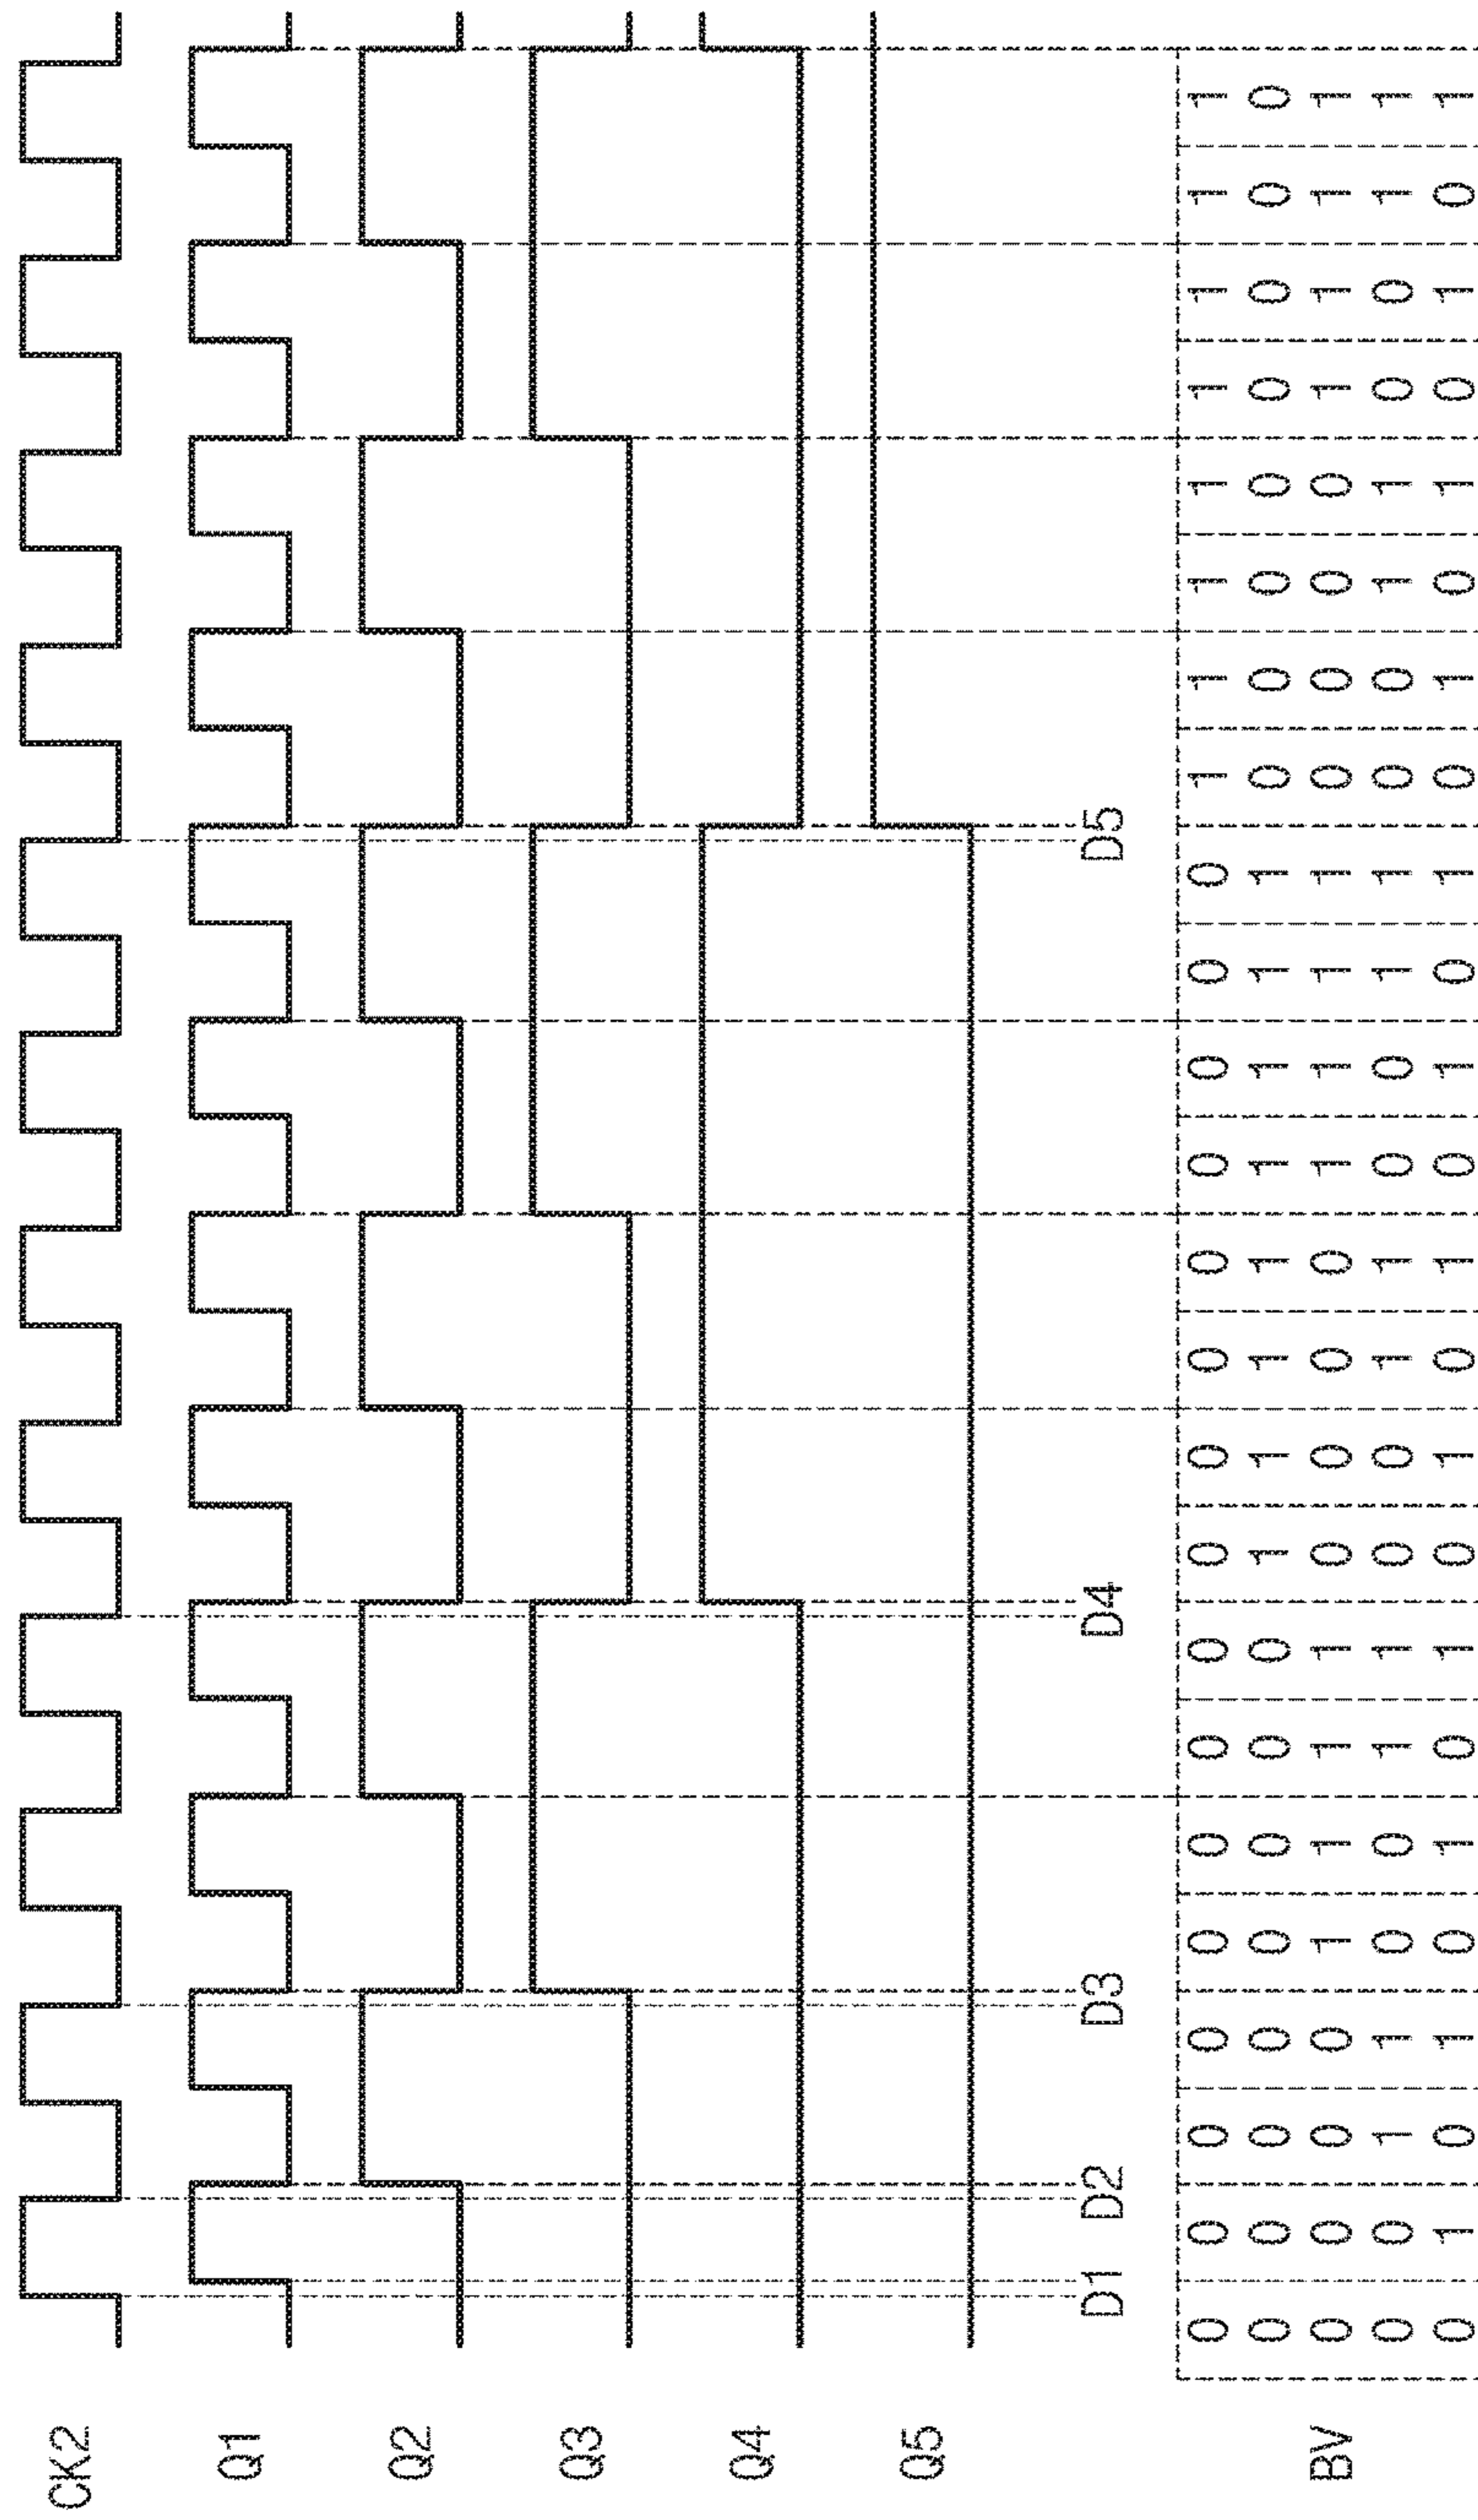 CK2
Q1
Q2
Q3
Q4
Q5
D1 D2 D3 D4 D5
0 0 0 0 0 0 0 0 0 0 0 0 0 0 0 0 1 1 1 1 1 1 1 1
0 0 0 0 0 0 0 0 1 1 1 1 1 1 1 1 0 0 0 0 0 0 0 0
BV 0 0 0 0 1 1 1 1 0 0 0 0 1 1 1 1 0 0 0 0 1 1 1 1
0 0 1 1 0 0 1 1 0 0 1 1 0 0 1 1 0 0 1 1 0 0 1 1
0 1 0 1 0 1 0 1 0 1 0 1 0 1 0 1 0 1 0 1 0 1 0 1